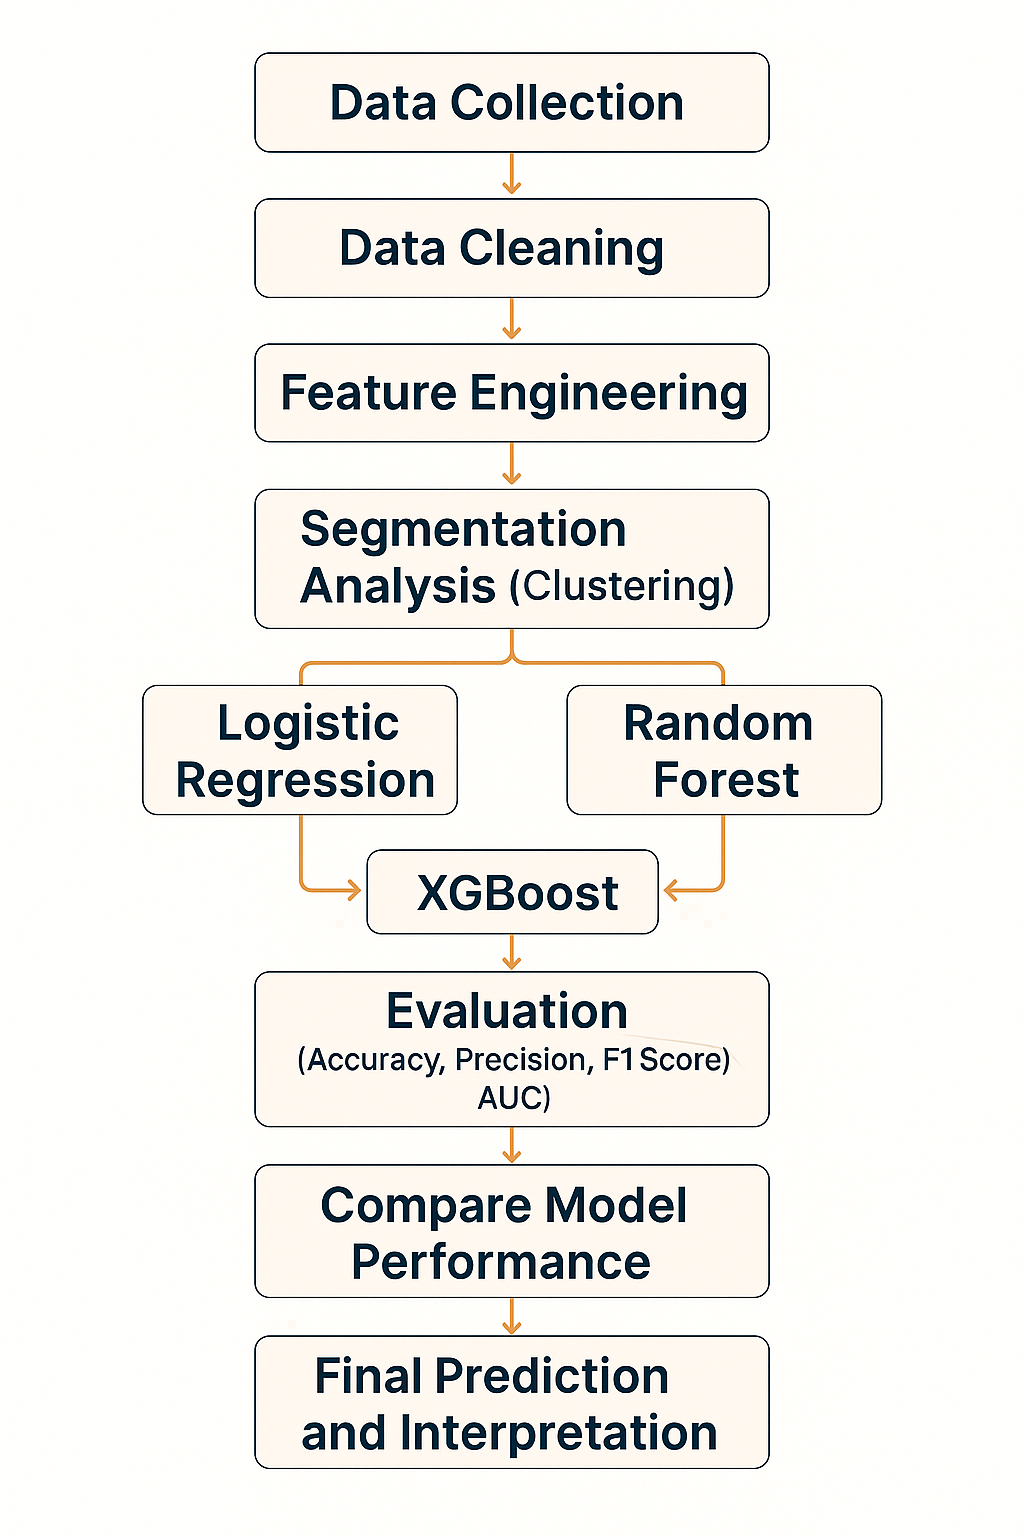 Data Collection
Data Cleaning
Feature Engineering
Segmentation
Analysis (Clustering)
Logistic
Regression
Random
Forest
XGBoost
Evaluation
(Accuracy, Precision, F1 Score)
AUC)
Compare Model
Performance
Final Prediction
and Interpretation